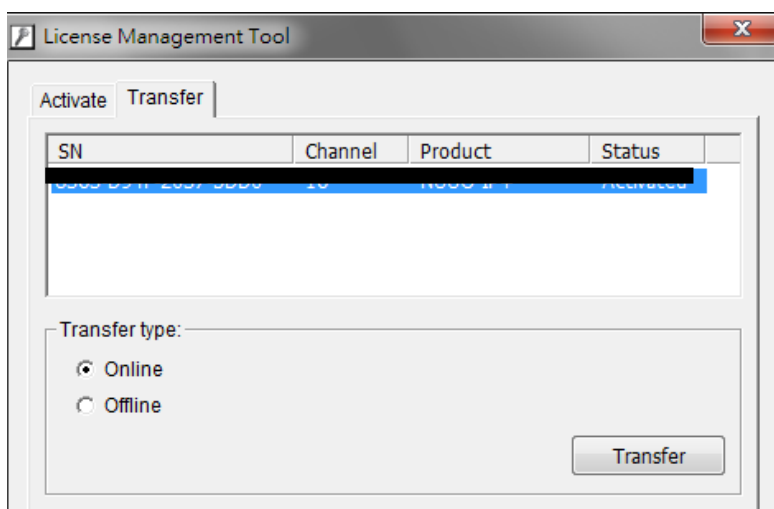 License Management Tool
Activate Transfer
SN Channel Product Status
Transfer type:
Online
Offline
Transfer